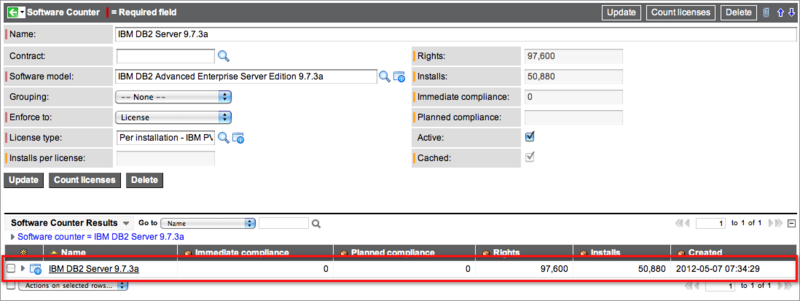 Software Counter = Required field Update Count licenses Delete
Name: IBM DB2 Server 9.7.3a
Contract: Rights: 97,600
Software model: IBM DB2 Advanced Enterprise Server Edition 9.7.3a Installs: 50,880
Grouping: -- None -- Immediate compliance: 0
Enforce to: License Planned compliance:
License type: Per installation - IBM PV Active:
Installs per license: Cached:
Update Count licenses Delete
Software Counter Results Go to Name 1 to 1 of 1
Software counter = IBM DB2 Server 9.7.3a
Name Immediate compliance Planned compliance Rights Installs Created
IBM DB2 Server 9.7.3a 0 0 97,600 50,880 2012-05-07 07:34:29
Actions on selected rows... 1 to 1 of 1